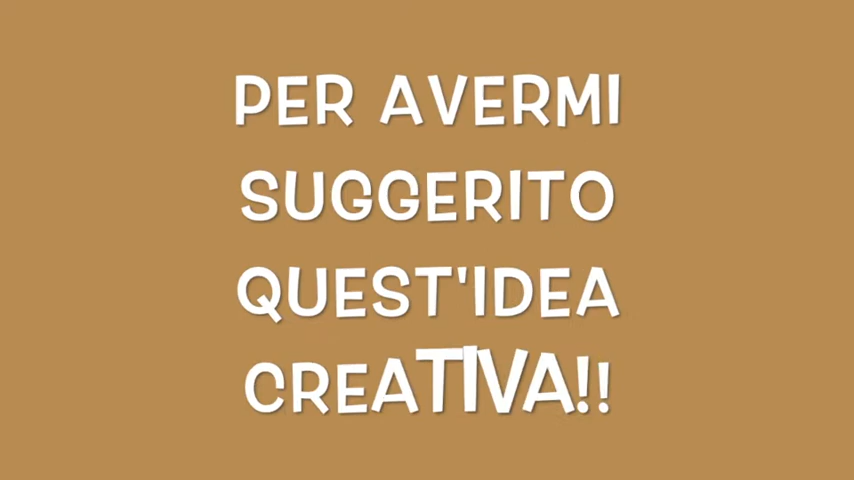 PER AVERMI
SUGGERITO
QUEST'IDEA
CREATIVA!!